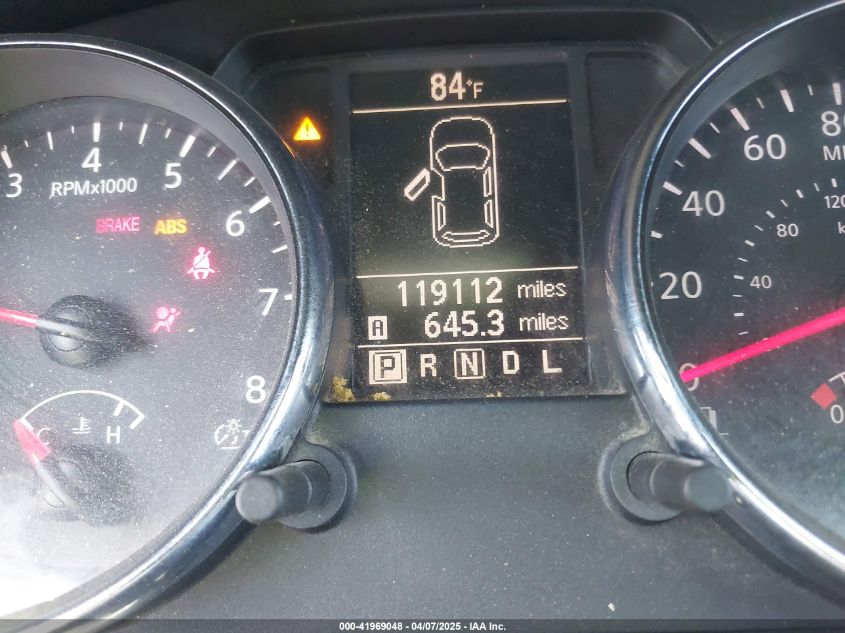 84°F
3 4 5 6 7 8
RPMx1000
BRAKE ABS
C H
119112 miles
A 645.3 miles
P R N D L
0 20 40 60 80
40 80 120
0
000-41969048 - 04/07/2025 - IAA Inc.